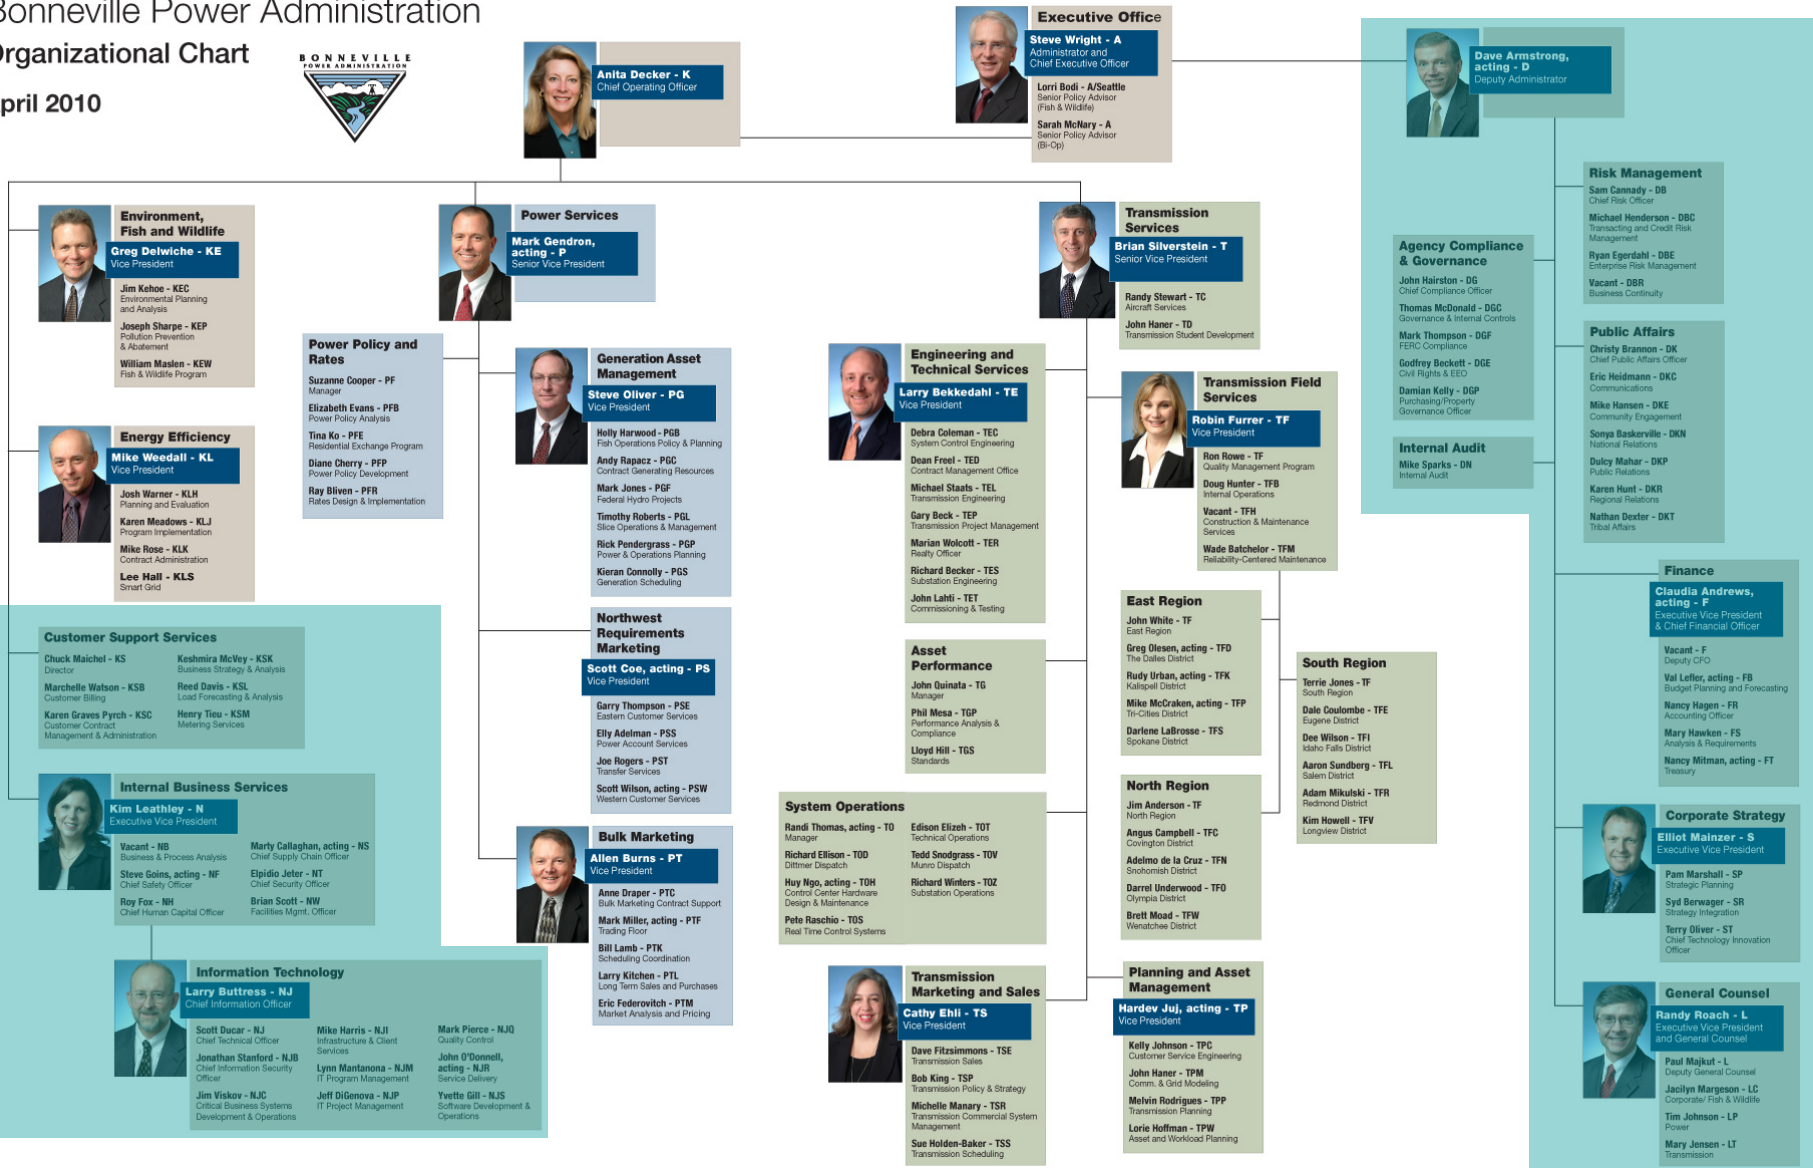 Bonneville Power Administration
Organizational Chart
April 2010
BONNEVILLE
POWER ADMINISTRATION
Anita Decker - K
Chief Operating Officer
Executive Office
Steve Wright - A
Administrator and
Chief Executive Officer
Lorri Bodi - A/Seattle
Senior Policy Advisor
(Fish & Wildlife)
Sarah McNary - A
Senior Policy Advisor
(Bi-Op)
Dave Armstrong,
acting - D
Deputy Administrator
Environment,
Fish and Wildlife
Greg Delwiche - KE
Vice President
Jim Kehoe - KEC
Environmental Planning
and Analysis
Joseph Sharpe - KEP
Pollution Prevention
& Abatement
William Maslen - KEW
Fish & Wildlife Program
Energy Efficiency
Mike Weedall - KL
Vice President
Josh Warner - KLH
Planning and Evaluation
Karen Meadows - KLJ
Program Implementation
Mike Rose - KLK
Contract Administration
Lee Hall - KLS
Smart Grid
Customer Support Services
Chuck Maichel - KS
Director
Marchelle Watson - KSB
Customer Billing
Karen Graves Pyrch - KSC
Customer Contract
Management & Administration
Keshmira McVey - KSK
Business Strategy & Analysis
Reed Davis - KSL
Load Forecasting & Analysis
Henry Tieu - KSM
Metering Services
Internal Business Services
Kim Leathley - N
Executive Vice President
Vacant - NB
Business & Process Analysis
Steve Goins, acting - NF
Chief Safety Officer
Roy Fox - NH
Chief Human Capital Officer
Marty Callaghan, acting - NS
Chief Supply Chain Officer
Elpidio Jeter - NT
Chief Security Officer
Brian Scott - NW
Facilities Mgmt. Officer
Information Technology
Larry Buttress - NJ
Chief Information Officer
Scott Ducar - NJ
Chief Technical Officer
Jonathan Stanford - NJB
Chief Information Security
Officer
Jim Viskov - NJC
Critical Business Systems
Development & Operations
Mike Harris - NJI
Infrastructure & Client
Services
Lynn Mantanona - NJM
IT Program Management
Jeff DiGenova - NJP
IT Project Management
Mark Pierce - NJQ
Quality Control
John O'Donnell,
acting - NJR
Service Delivery
Yvette Gill - NJS
Software Development &
Operations
Power Services
Mark Gendron,
acting - P
Senior Vice President
Power Policy and
Rates
Suzanne Cooper - PF
Manager
Elizabeth Evans - PFB
Power Policy Analysis
Tina Ko - PFE
Residential Exchange Program
Diane Cherry - PFP
Power Policy Development
Ray Bliven - PFR
Rates Design & Implementation
Generation Asset
Management
Steve Oliver - PG
Vice President
Holly Harwood - PGB
Fish Operations Policy & Planning
Andy Rapacz - PGC
Contract Generating Resources
Mark Jones - PGF
Federal Hydro Projects
Timothy Roberts - PGL
Slice Operations & Management
Rick Pendergrass - PGP
Power & Operations Planning
Kieran Connolly - PGS
Generation Scheduling
Northwest
Requirements
Marketing
Scott Coe, acting - PS
Vice President
Garry Thompson - PSE
Eastern Customer Services
Elly Adelman - PSS
Power Account Services
Joe Rogers - PST
Transfer Services
Scott Wilson, acting - PSW
Western Customer Services
Bulk Marketing
Allen Burns - PT
Vice President
Anne Draper - PTC
Bulk Marketing Contract Support
Mark Miller, acting - PTF
Trading Floor
Bill Lamb - PTK
Scheduling Coordination
Larry Kitchen - PTL
Long Term Sales and Purchases
Eric Federovitch - PTM
Market Analysis and Pricing
Transmission
Services
Brian Silverstein - T
Senior Vice President
Randy Stewart - TC
Aircraft Services
John Haner - TD
Transmission Student Development
Engineering and
Technical Services
Larry Bekkedahl - TE
Vice President
Debra Coleman - TEC
System Control Engineering
Dean Freel - TED
Contract Management Office
Michael Staats - TEL
Transmission Engineering
Gary Beck - TEP
Transmission Project Management
Marian Wolcott - TER
Realty Officer
Richard Becker - TES
Substation Engineering
John Lahti - TET
Commissioning & Testing
Asset
Performance
John Quinata - TG
Manager
Phil Mesa - TGP
Performance Analysis &
Compliance
Lloyd Hill - TGS
Standards
System Operations
Randi Thomas, acting - TO
Manager
Richard Ellison - TOD
Dittmer Dispatch
Huy Ngo, acting - TOH
Control Center Hardware
Design & Maintenance
Pete Raschio - TOS
Real Time Control Systems
Edison Elizeh - TOT
Technical Operations
Tedd Snodgrass - TOV
Munro Dispatch
Richard Winters - TOZ
Substation Operations
Transmission
Marketing and Sales
Cathy Ehli - TS
Vice President
Dave Fitzsimmons - TSE
Transmission Sales
Bob King - TSP
Transmission Policy & Strategy
Michelle Manary - TSR
Transmission Commercial System
Management
Sue Holden-Baker - TSS
Transmission Scheduling
Transmission Field
Services
Robin Furrer - TF
Vice President
Ron Rowe - TF
Quality Management Program
Doug Hunter - TFB
Internal Operations
Vacant - TFH
Construction & Maintenance
Services
Wade Batchelor - TFM
Reliability-Centered Maintenance
East Region
John White - TF
East Region
Greg Olesen, acting - TFD
The Dalles District
Rudy Urban, acting - TFK
Kalispell District
Mike McCraken, acting - TFP
Tri-Cities District
Darlene LaBrosse - TFS
Spokane District
South Region
Terrie Jones - TF
South Region
Dale Coulombe - TFE
Eugene District
Dee Wilson - TFI
Idaho Falls District
Aaron Sundberg - TFL
Salem District
Adam Mikulski - TFR
Redmond District
Kim Howell - TFV
Longview District
North Region
Jim Anderson - TF
North Region
Angus Campbell - TFC
Covington District
Adelmo de la Cruz - TFN
Snohomish District
Darrel Underwood - TFO
Olympia District
Brett Moad - TFW
Wenatchee District
Planning and Asset
Management
Hardev Juj, acting - TP
Vice President
Kelly Johnson - TPC
Customer Service Engineering
John Haner - TPM
Comm. & Grid Modeling
Melvin Rodrigues - TPP
Transmission Planning
Lorie Hoffman - TPW
Asset and Workload Planning
Agency Compliance
& Governance
John Hairston - DG
Chief Compliance Officer
Thomas McDonald - DGC
Governance & Internal Controls
Mark Thompson - DGF
FERC Compliance
Godfrey Beckett - DGE
Civil Rights & EEO
Damian Kelly - DGP
Purchasing/Property
Governance Officer
Internal Audit
Mike Sparks - DN
Internal Audit
Risk Management
Sam Cannady - DB
Chief Risk Officer
Michael Henderson - DBC
Transacting and Credit Risk
Management
Ryan Egerdahl - DBE
Enterprise Risk Management
Vacant - DBR
Business Continuity
Public Affairs
Christy Brannon - DK
Chief Public Affairs Officer
Eric Heidmann - DKC
Communications
Mike Hansen - DKE
Community Engagement
Sonya Baskerville - DKN
National Relations
Dulcy Mahar - DKP
Public Relations
Karen Hunt - DKR
Regional Relations
Nathan Dexter - DKT
Tribal Affairs
Finance
Claudia Andrews,
acting - F
Executive Vice President
& Chief Financial Officer
Vacant - F
Deputy CFO
Val Lefler, acting - FB
Budget Planning and Forecasting
Nancy Hagen - FR
Accounting Officer
Mary Hawken - FS
Analysis & Requirements
Nancy Mitman, acting - FT
Treasury
Corporate Strategy
Elliot Mainzer - S
Executive Vice President
Pam Marshall - SP
Strategic Planning
Syd Berwager - SR
Strategy Integration
Terry Oliver - ST
Chief Technology Innovation
Officer
General Counsel
Randy Roach - L
Executive Vice President
and General Counsel
Paul Majkut - L
Deputy General Counsel
Jacilyn Margeson - LC
Corporate/ Fish & Wildlife
Tim Johnson - LP
Power
Mary Jensen - LT
Transmission